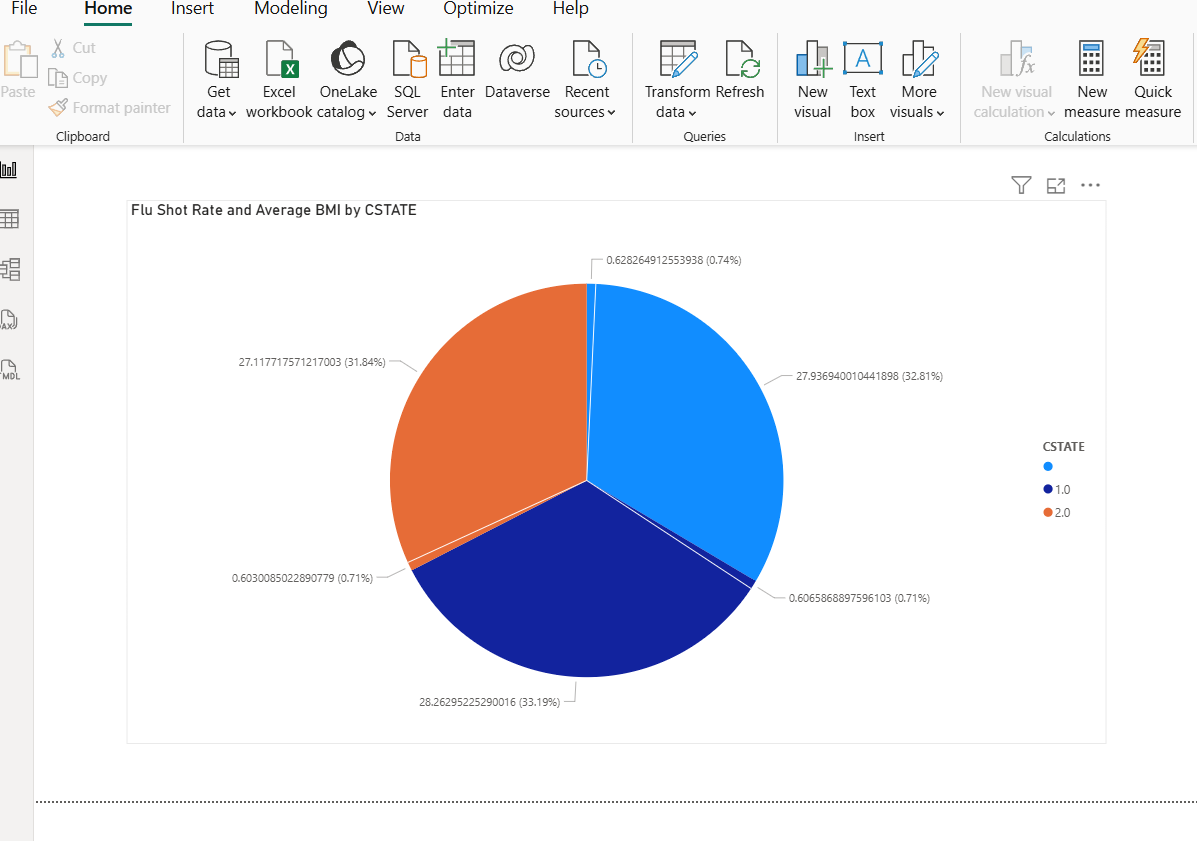 File Home Insert Modeling View Optimize Help
Paste
Cut
Copy
Format painter
Clipboard
Get data
Excel workbook
OneLake catalog
SQL Server
Enter data
Dataverse
Recent sources
Data
Transform data
Refresh
Queries
New visual
Text box
More visuals
Insert
New visual calculation
New measure
Quick measure
Calculations
Flu Shot Rate and Average BMI by CSTATE
0.628264912553938 (0.74%)
27.117717571217003 (31.84%)
27.936940010441898 (32.81%)
CSTATE
1.0
2.0
0.6030085022890779 (0.71%)
0.6065868897596103 (0.71%)
28.26295225290016 (33.19%)